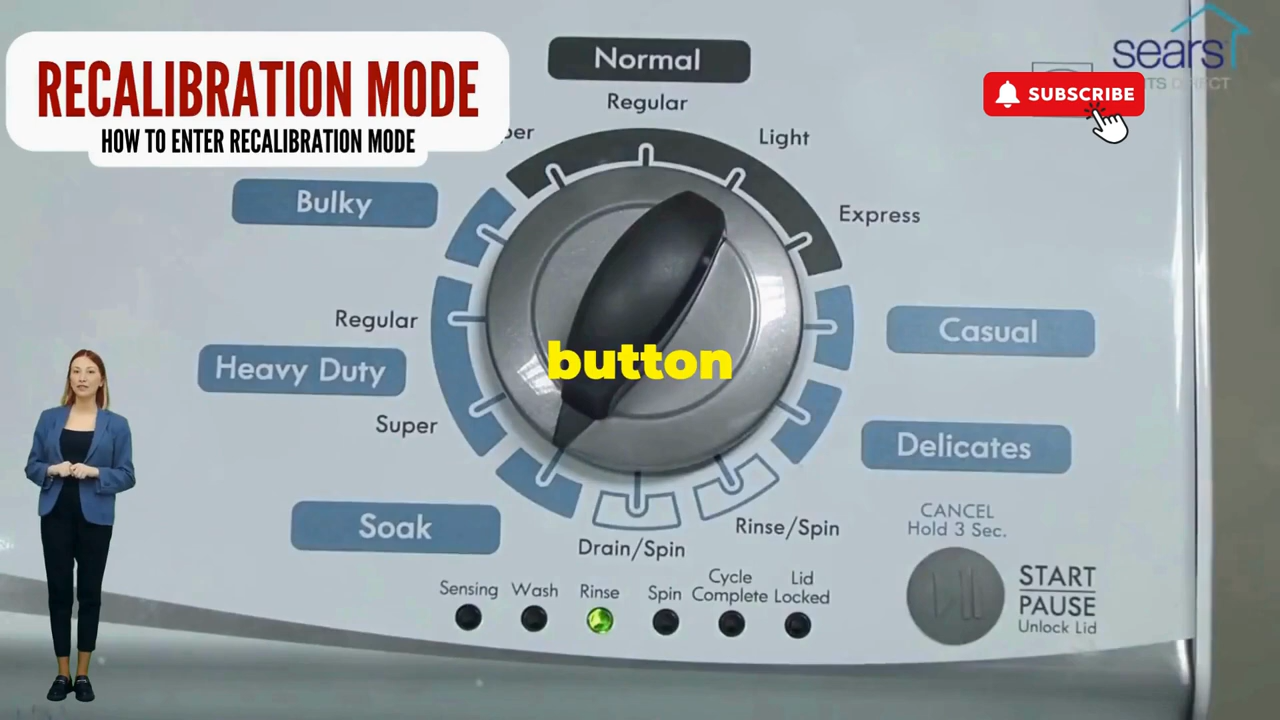 RECALIBRATION MODE
HOW TO ENTER RECALIBRATION MODE
sears
DIRECT
SUBSCRIBE
Normal
Regular
Light
Express
Bulky
Regular
Heavy Duty
Super
button
Casual
Delicates
Soak
Rinse/Spin
Drain/Spin
CANCEL
Hold 3 Sec.
Sensing
Wash
Rinse
Spin
Cycle
Complete
Lid
Locked
START
PAUSE
Unlock Lid